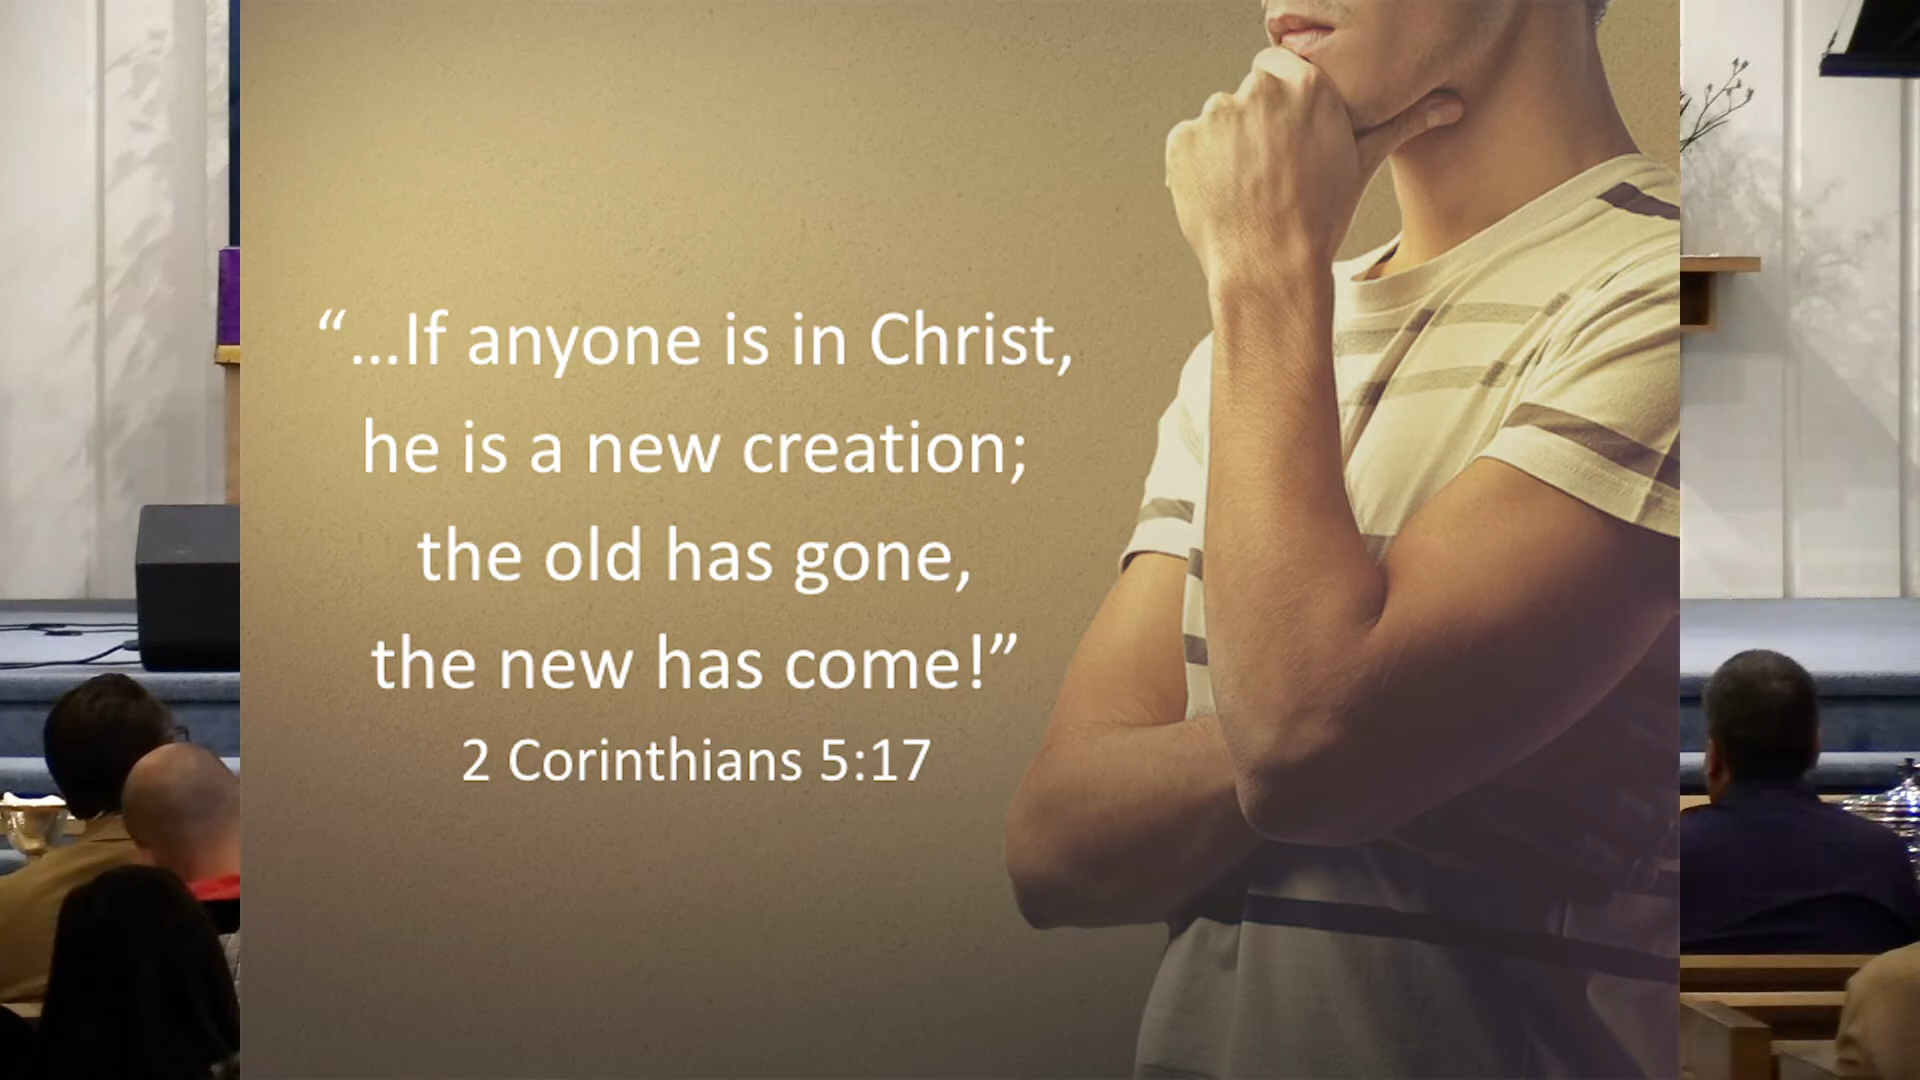 “...If anyone is in Christ,
he is a new creation;
the old has gone,
the new has come!”
2 Corinthians 5:17